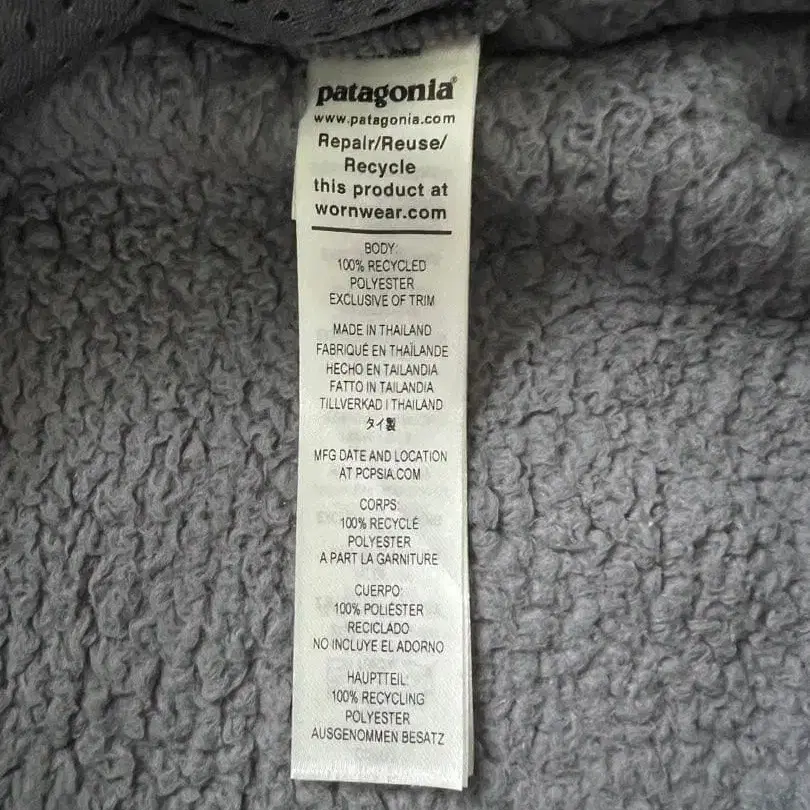 patagonia®
www.patagonia.com
Repair/Reuse/
Recycle
this product at
wornwear.com
BODY:
100% RECYCLED
POLYESTER
EXCLUSIVE OF TRIM
MADE IN THAILAND
FABRIQUÉ EN THAÏLANDE
HECHO EN TAILANDIA
FATTO IN TAILANDIA
TILLVERKAD I THAILAND
タイ製
MFG DATE AND LOCATION
AT PCPSIA.COM
CORPS:
100% RECYCLÉ
POLYESTER
A PART LA GARNITURE
CUERPO:
100% POLIÉSTER
RECICLADO
NO INCLUYE EL ADORNO
HAUPTTEIL:
100% RECYCLING
POLYESTER
AUSGENOMMEN BESATZ